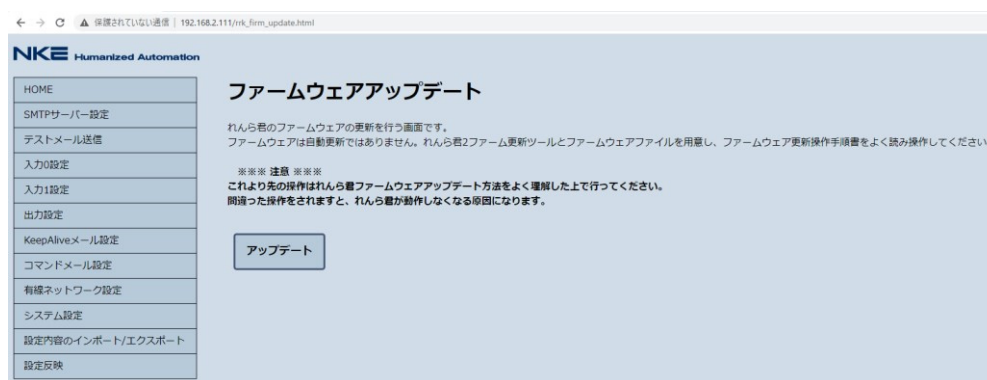 保護されていない通信 | 192.168.2.111/rrk_firm_update.html
NKE Humanized Automation
HOME
SMTPサーバー設定
テストメール送信
入力0設定
入力1設定
出力設定
KeepAliveメール設定
コマンドメール設定
有線ネットワーク設定
システム設定
設定内容のインポート/エクスポート
設定反映
ファームウェアアップデート
れんら君のファームウェアの更新を行う画面です。
ファームウェアは自動更新ではありません。れんら君2ファーム更新ツールとファームウェアファイルを用意し、ファームウェア更新操作手順書をよく読み操作してください
※※※ 注意 ※※※
これより先の操作はれんら君ファームウェアアップデート方法をよく理解した上で行ってください。
間違った操作をされますと、れんら君が動作しなくなる原因になります。
アップデート